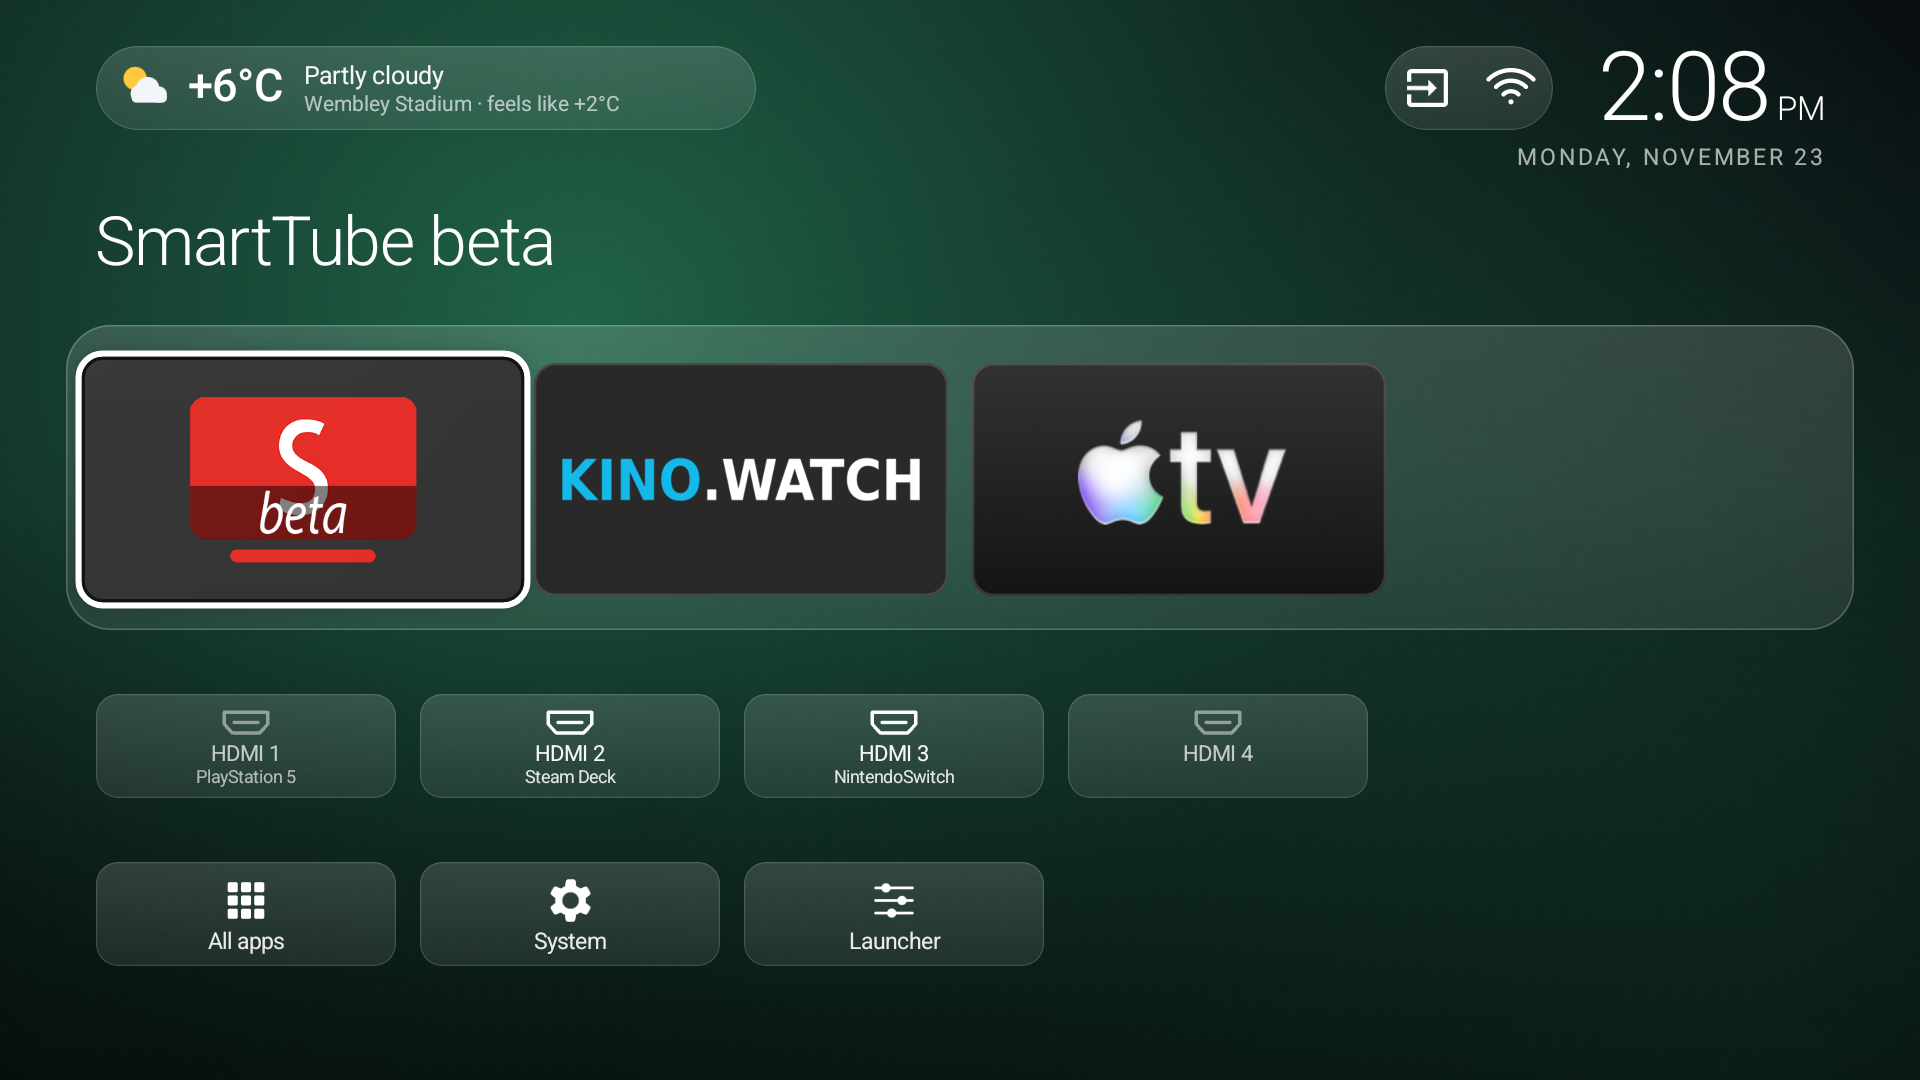 +6°C
Partly cloudy
Wembley Stadium · feels like +2°C
2:08 PM
MONDAY, NOVEMBER 23
SmartTube beta
S
beta
KINO.WATCH
tv
HDMI 1
PlayStation 5
HDMI 2
Steam Deck
HDMI 3
NintendoSwitch
HDMI 4
All apps
System
Launcher